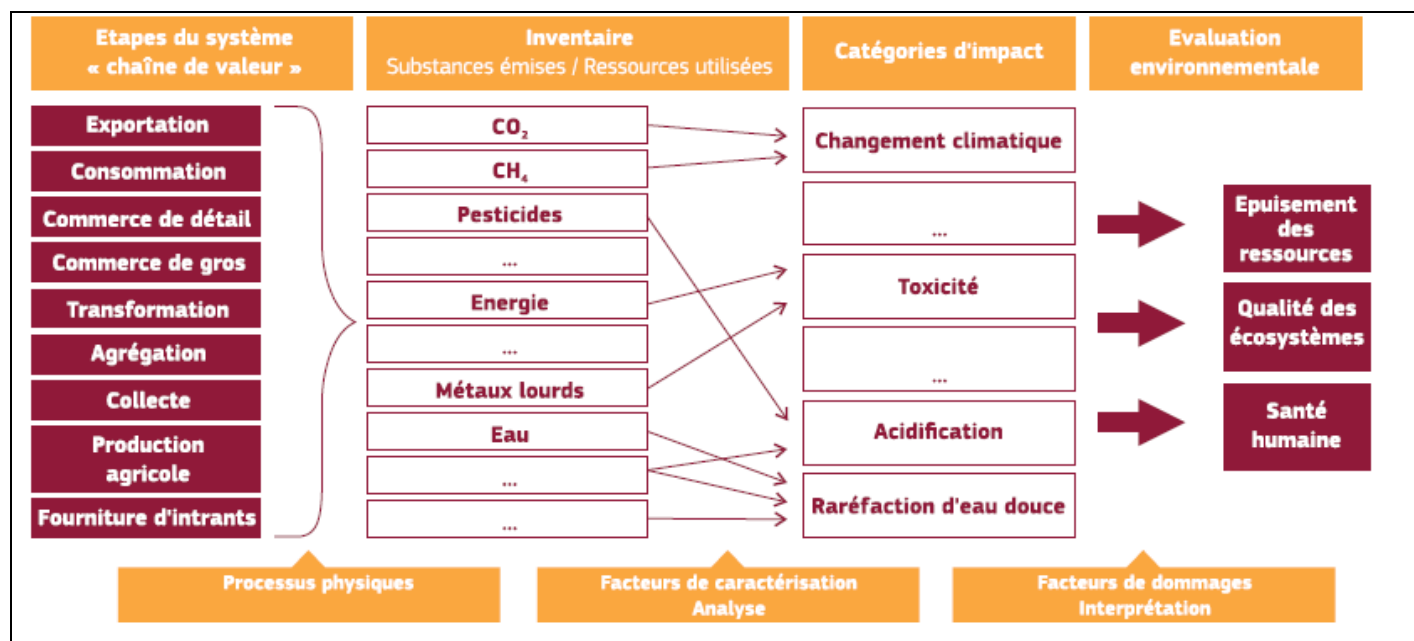 Etapes du système
« chaîne de valeur »
Inventaire
Substances émises / Ressources utilisées
Catégories d'impact
Evaluation
environnementale
Exportation
Consommation
Commerce de détail
Commerce de gros
Transformation
Agrégation
Collecte
Production
agricole
Fourniture d'intrants
CO₂
CH₄
Pesticides
...
Energie
...
Métaux lourds
Eau
...
...
Changement climatique
...
Toxicité
...
Acidification
Raréfaction d'eau douce
Epuisement
des
ressources
Qualité des
écosystèmes
Santé
humaine
Processus physiques
Facteurs de caractérisation
Analyse
Facteurs de dommages
Interprétation